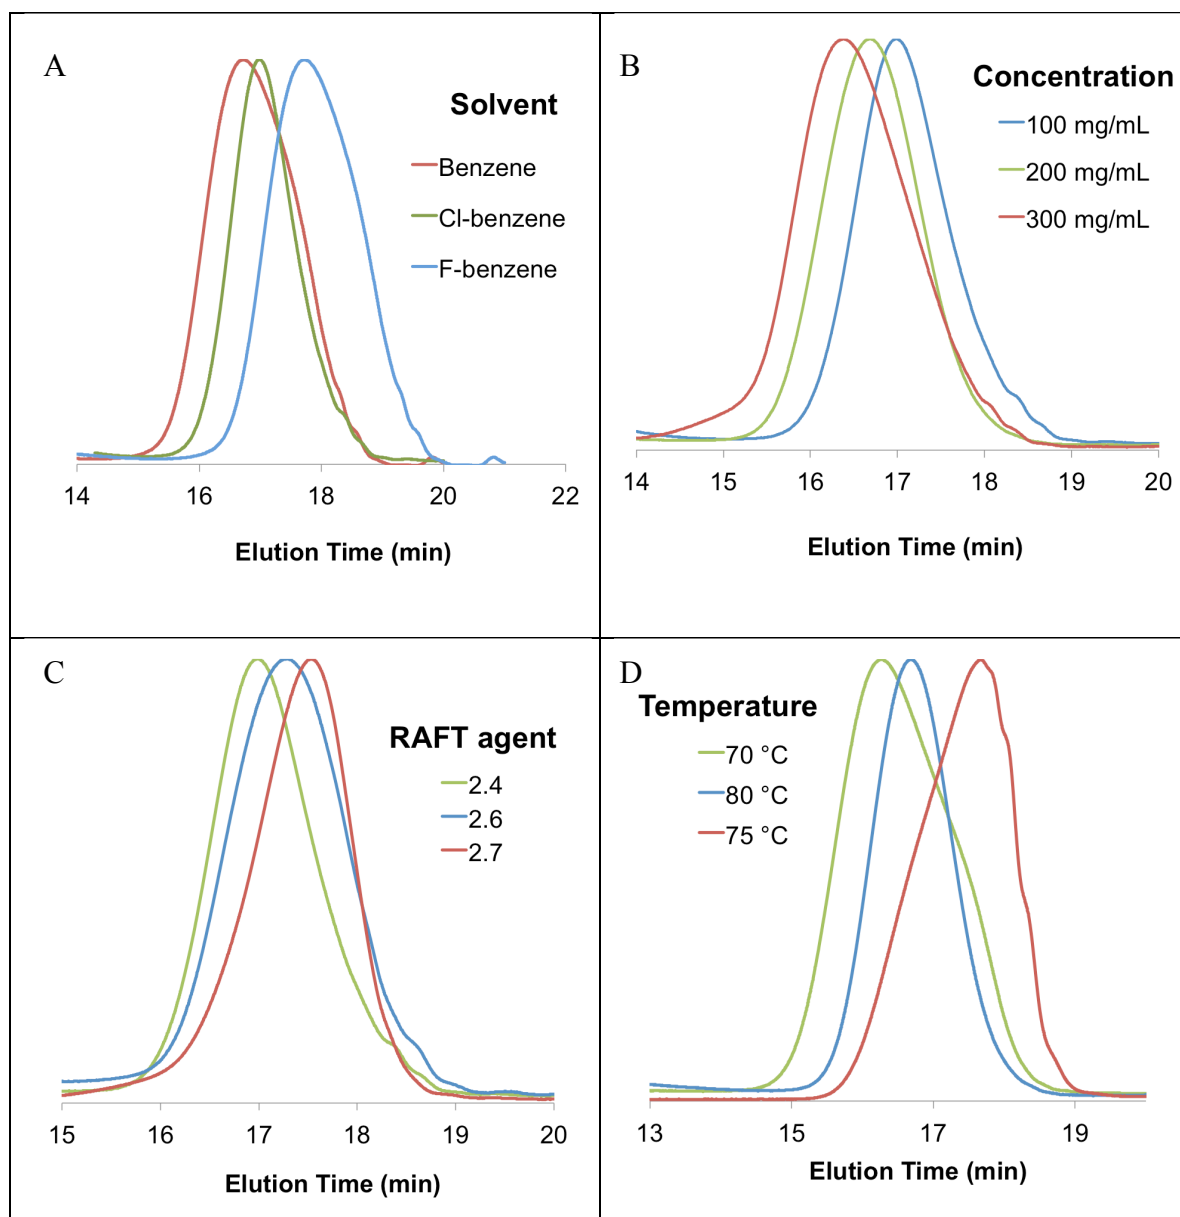 A
Solvent
Benzene
Cl-benzene
F-benzene
14 16 18 20 22
Elution Time (min)
B
Concentration
100 mg/mL
200 mg/mL
300 mg/mL
14 15 16 17 18 19 20
Elution Time (min)
C
RAFT agent
2.4
2.6
2.7
15 16 17 18 19 20
Elution Time (min)
D
Temperature
70 °C
80 °C
75 °C
13 15 17 19
Elution Time (min)